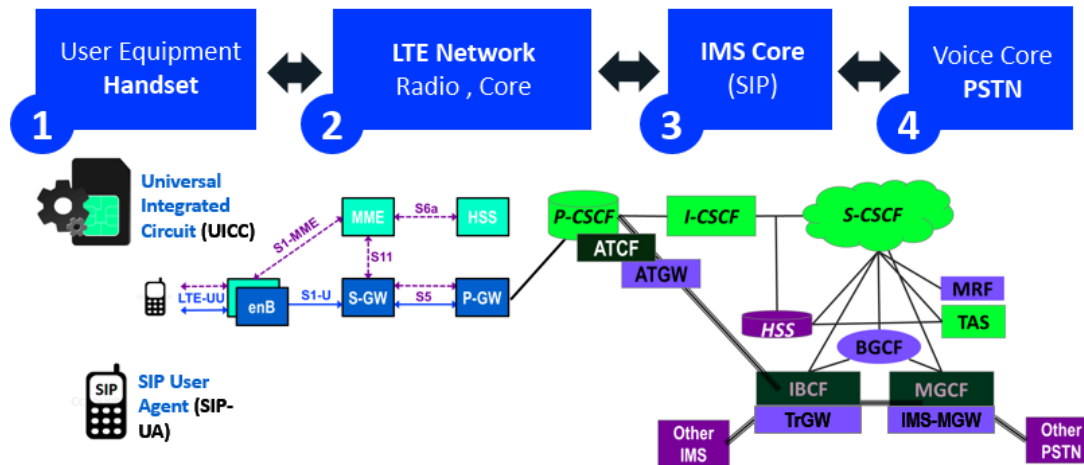 User Equipment
Handset
1
LTE Network
Radio , Core
2
IMS Core
(SIP)
3
Voice Core
PSTN
4
Universal
Integrated
Circuit (UICC)
MME
S6a
HSS
S1-MME
S11
LTE-UU
enB
S1-U
S-GW
S5
P-GW
P-CSCF
I-CSCF
S-CSCF
ATCF
ATGW
MRF
HSS
TAS
BGCF
IBCF
MGCF
TrGW
IMS-MGW
Other
IMS
Other
PSTN
SIP
SIP User
Agent (SIP-
UA)